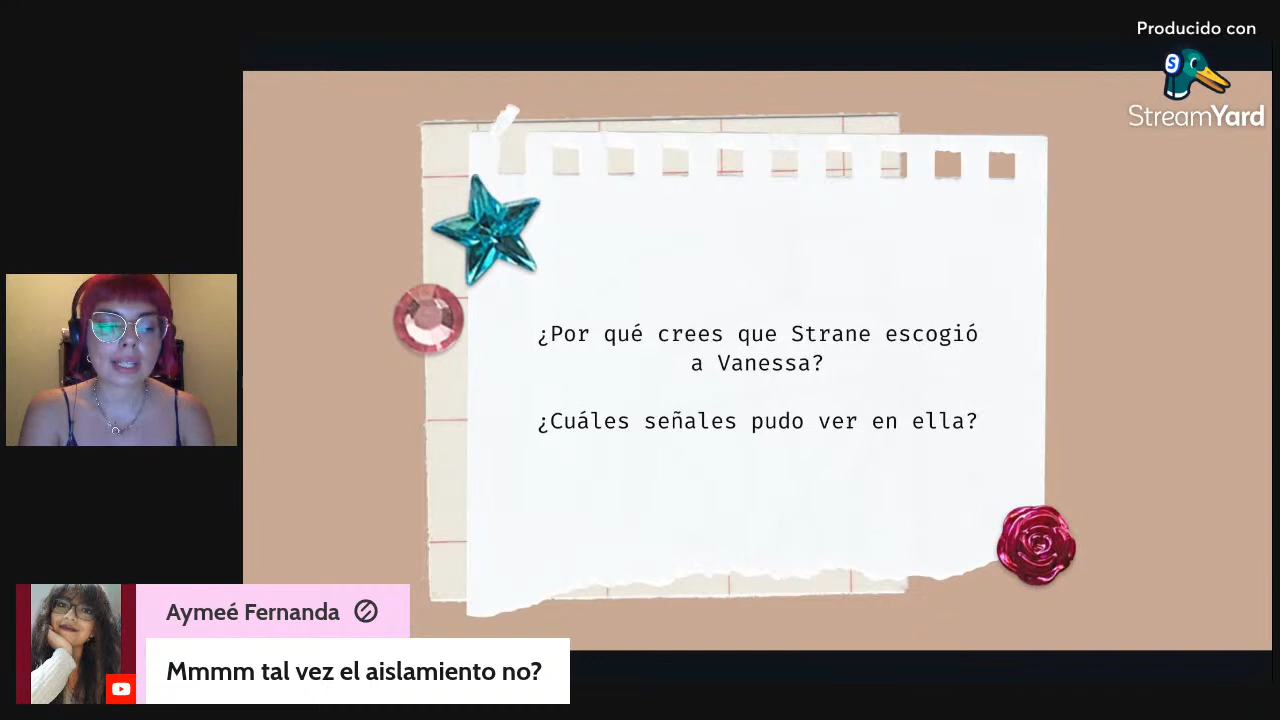 Producido con
StreamYard
¿Por qué crees que Strane escogió
a Vanessa?
¿Cuáles señales pudo ver en ella?
Aymeé Fernanda
Mmmm tal vez el aislamiento no?